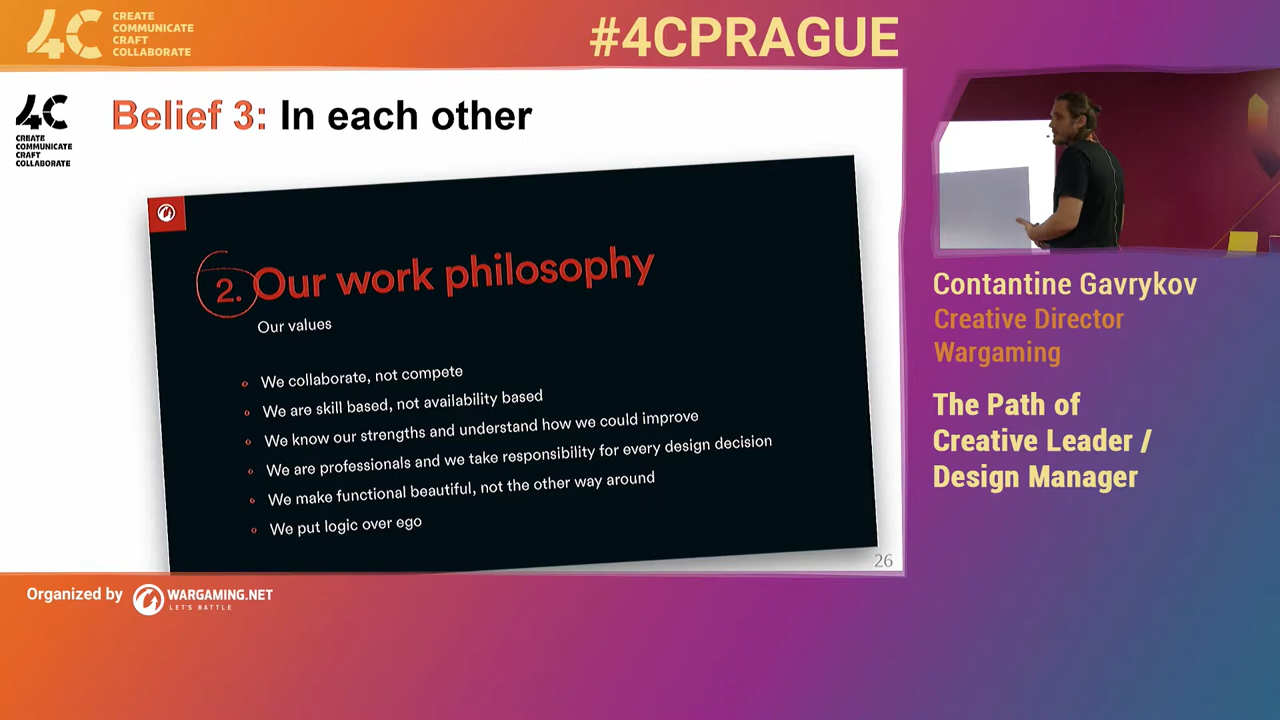 4C
CREATE
COMMUNICATE
CRAFT
COLLABORATE
#4CPRAGUE
4C
CREATE
COMMUNICATE
CRAFT
COLLABORATE
Belief 3: In each other
2. Our work philosophy
Our values
We collaborate, not compete
We are skill based, not availability based
We know our strengths and understand how we could improve
We are professionals and we take responsibility for every design decision
We make functional beautiful, not the other way around
We put logic over ego
26
Contantine Gavrykov
Creative Director
Wargaming
The Path of
Creative Leader /
Design Manager
Organized by
WARGAMING.NET
LET'S BATTLE